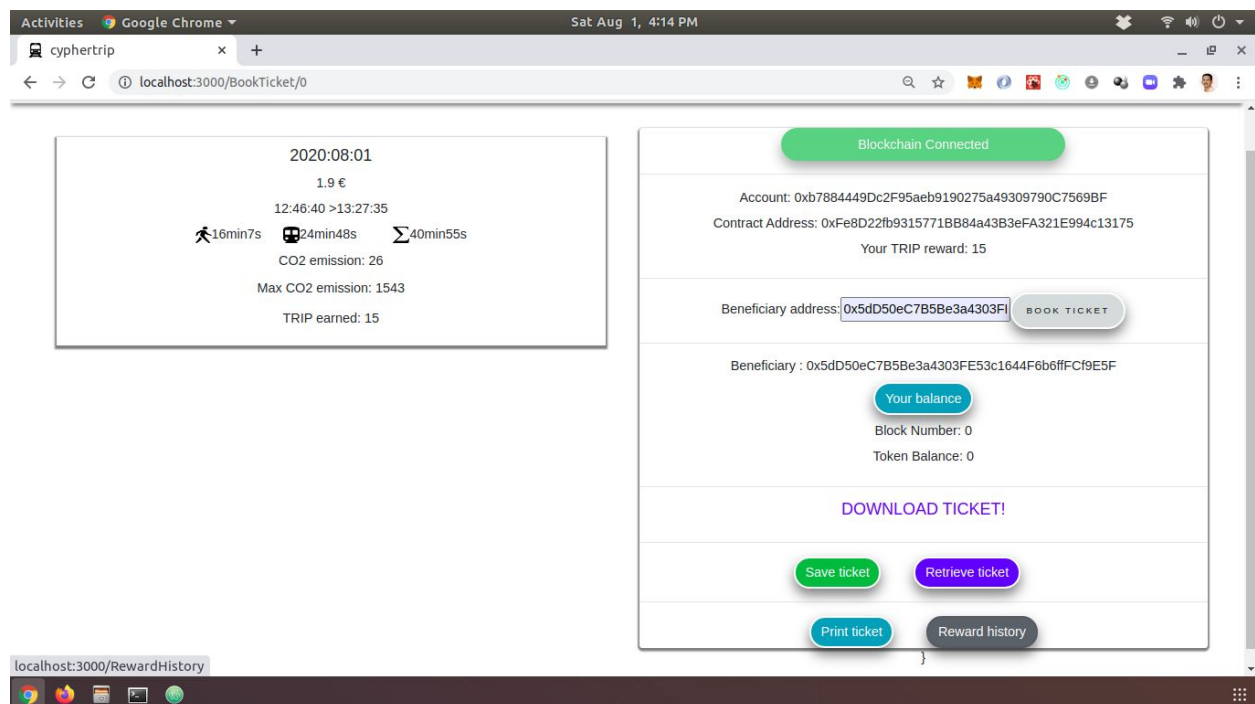 Activities Google Chrome Sat Aug 1, 4:14 PM
cyphertrip × +
localhost:3000/BookTicket/0
2020:08:01
1.9 €
12:46:40 >13:27:35
16min7s 24min48s ∑40min55s
CO2 emission: 26
Max CO2 emission: 1543
TRIP earned: 15
Blockchain Connected
Account: 0xb7884449Dc2F95aeb9190275a49309790C7569BF
Contract Address: 0xFe8D22fb9315771BB84a43B3eFA321E994c13175
Your TRIP reward: 15
Beneficiary address: 0x5dD50eC7B5Be3a4303FI BOOK TICKET
Beneficiary : 0x5dD50eC7B5Be3a4303FE53c1644F6b6ffFCf9E5F
Your balance
Block Number: 0
Token Balance: 0
DOWNLOAD TICKET!
Save ticket Retrieve ticket
Print ticket Reward history
}
localhost:3000/RewardHistory